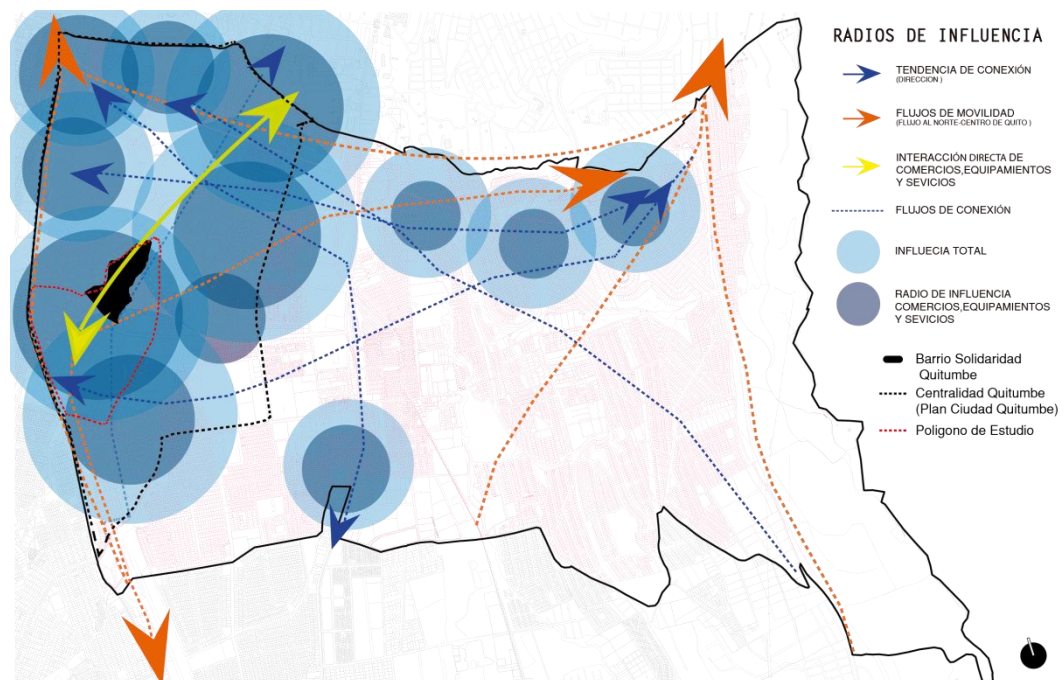 RADIOS DE INFLUENCIA
TENDENCIA DE CONEXIÓN
(DIRECCION )
FLUJOS DE MOVILIDAD
(FLUJO AL NORTE-CENTRO DE QUITO )
INTERACCIÓN DIRECTA DE
COMERCIOS,EQUIPAMIENTOS
Y SEVICIOS
FLUJOS DE CONEXIÓN
INFLUECIA TOTAL
RADIO DE INFLUENCIA
COMERCIOS,EQUIPAMIENTOS
Y SEVICIOS
Barrio Solidaridad
Quitumbe
Centralidad Quitumbe
(Plan Ciudad Quitumbe)
Poligono de Estudio